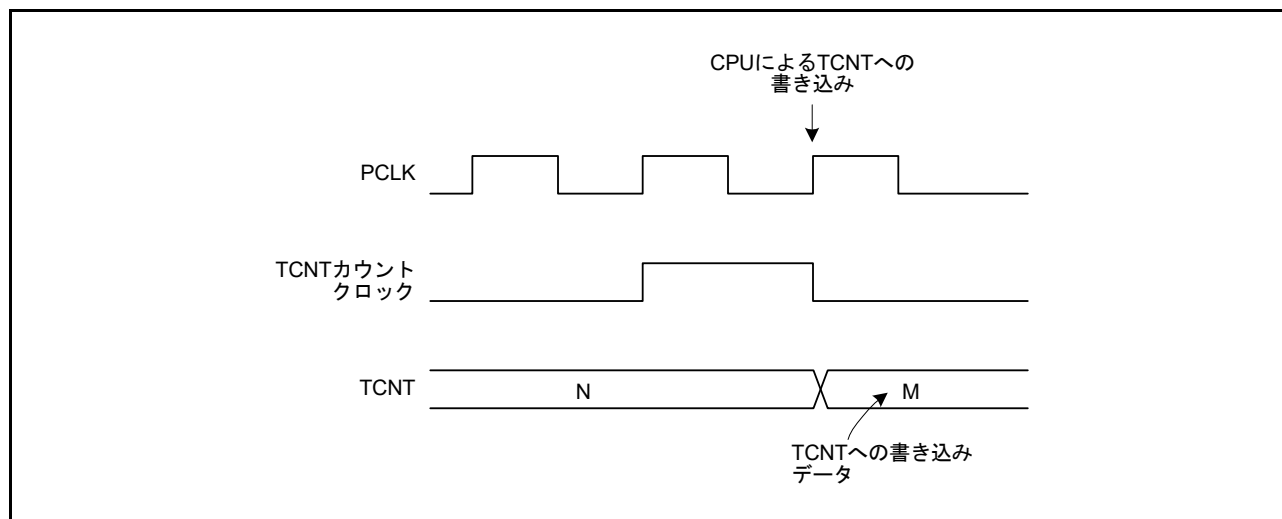 CPUによるTCNTへの
書き込み
PCLK
TCNTカウント
クロック
TCNT
N
M
TCNTへの書き込み
データ